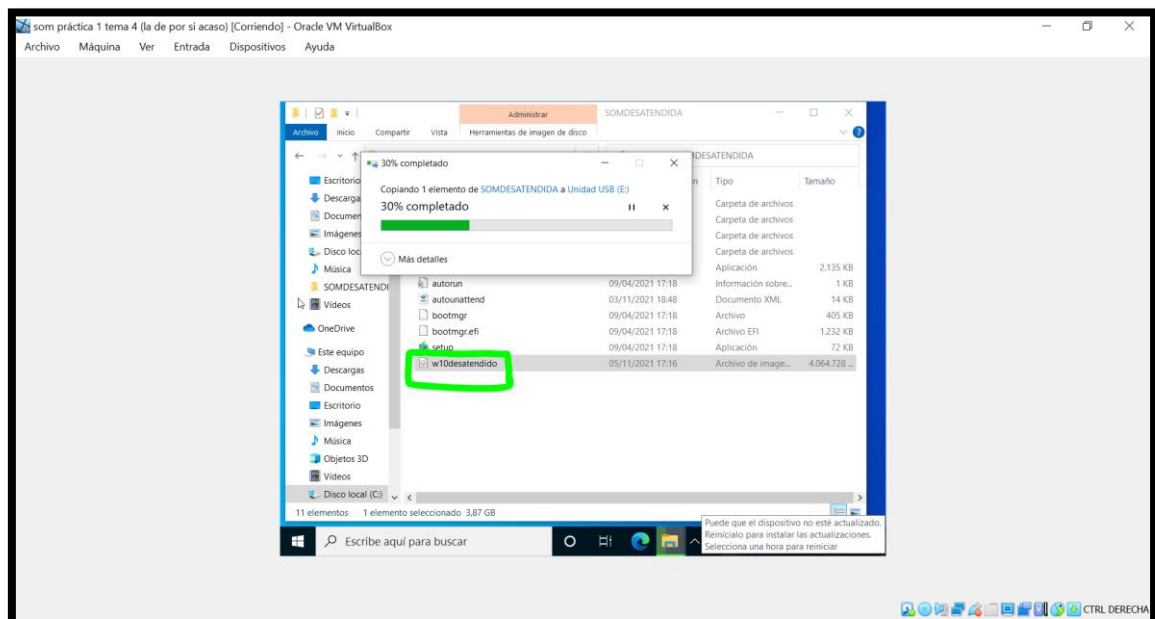 som práctica 1 tema 4 (la de por si acaso) [Corriendo] - Oracle VM VirtualBox
Archivo Máquina Ver Entrada Dispositivos Ayuda
Administrar SOMDESATENDIDA
Archivo Inicio Compartir Vista Herramientas de imagen de disco
30% completado
Copiando 1 elemento de SOMDESATENDIDA a Unidad USB (E:)
30% completado
Más detalles
Tipo Tamaño
Escritorio
Descarga
Carpeta de archivos
Documen
Carpeta de archivos
Imágenes
Carpeta de archivos
Disco loc
Carpeta de archivos
Música
Aplicación 2.135 KB
SOMDESATENDI
autorun 09/04/2021 17:18 Información sobre... 1 KB
Vídeos
autounattend 03/11/2021 18:48 Documento XML 14 KB
bootmgr 09/04/2021 17:18 Archivo 405 KB
OneDrive
bootmgr.efi 09/04/2021 17:18 Archivo EFI 1.232 KB
setup 09/04/2021 17:18 Aplicación 72 KB
Este equipo
w10desatendido 05/11/2021 17:16 Archivo de image... 4.064.728 ...
Descargas
Documentos
Escritorio
Imágenes
Música
Objetos 3D
Vídeos
Disco local (C:)
11 elementos 1 elemento seleccionado 3,87 GB
Puede que el dispositivo no esté actualizado.
Reinícialo para instalar las actualizaciones.
Selecciona una hora para reiniciar
Escribe aquí para buscar
CTRL DERECHA